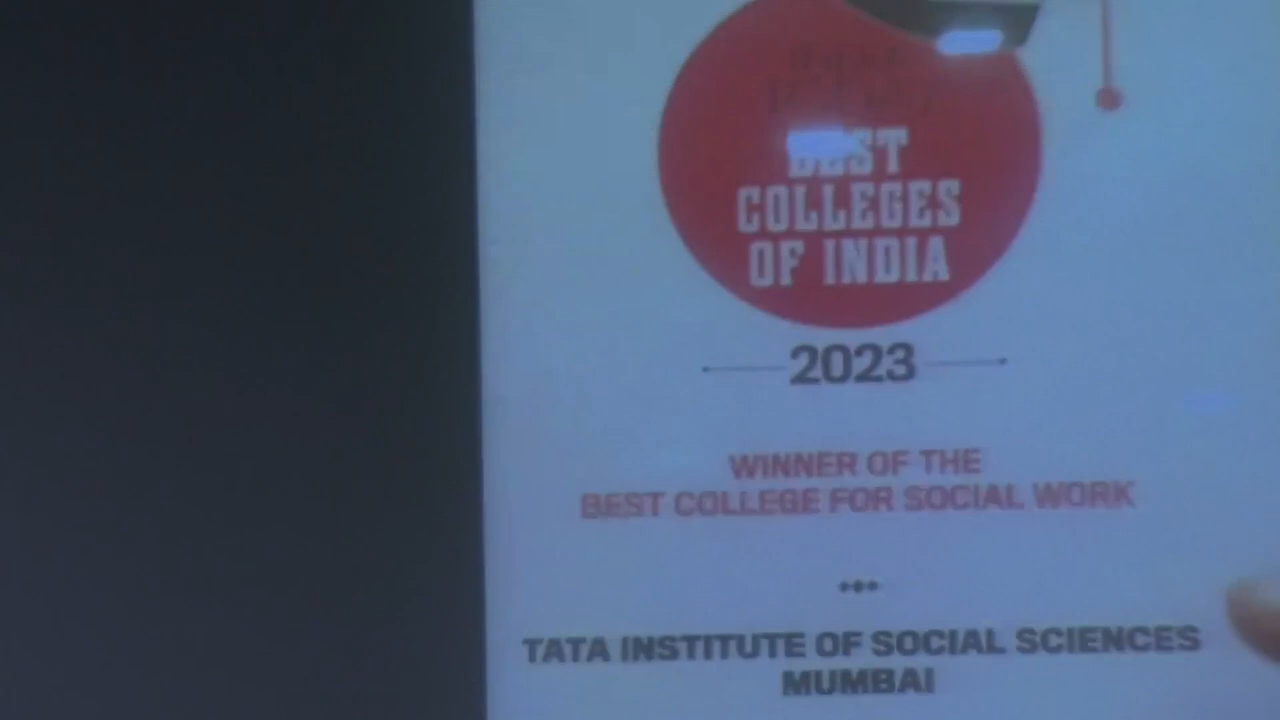 BEST
COLLEGES
OF INDIA
2023
WINNER OF THE
BEST COLLEGE FOR SOCIAL WORK
TATA INSTITUTE OF SOCIAL SCIENCES
MUMBAI